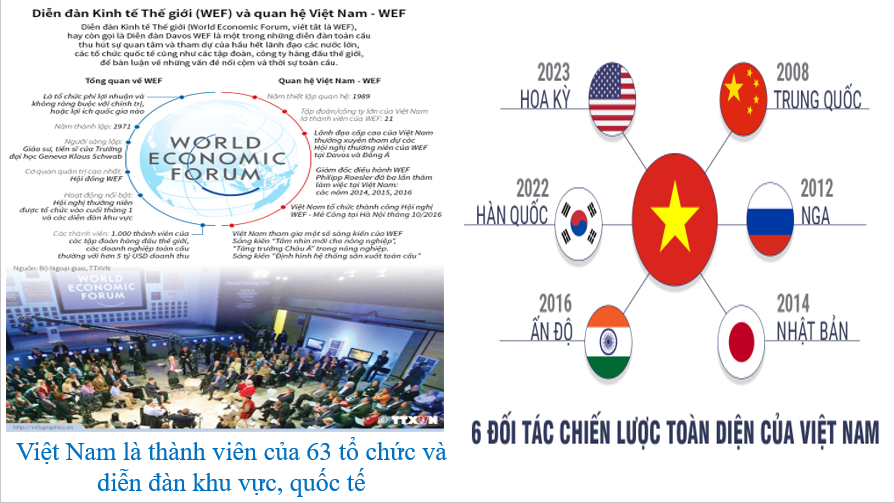 Diễn đàn Kinh tế Thế giới (WEF) và quan hệ Việt Nam - WEF
Diễn đàn Kinh tế Thế giới (World Economic Forum, viết tắt là WEF),
hay còn gọi là Diễn đàn Davos WEF là một trong những diễn đàn toàn cầu
thu hút sự quan tâm và tham dự của hầu hết lãnh đạo các nước lớn,
các tổ chức quốc tế cũng như các tập đoàn, công ty hàng đầu thế giới,
để bàn luận về những vấn đề nổi cộm và thời sự toàn cầu.
Tổng quan về WEF
Là tổ chức phi lợi nhuận và
không ràng buộc với chính trị,
hoặc lợi ích quốc gia nào
Năm thành lập: 1971
Người sáng lập:
Giáo sư, tiến sĩ của Trường
đại học Geneva Klaus Schwab
Cơ quan quản trị cao nhất:
Hội đồng WEF
Hoạt động nổi bật:
Hội nghị thường niên
được tổ chức vào cuối tháng 1
và các diễn đàn khu vực
Các thành viên: 1.000 thành viên của
các tập đoàn hàng đầu thế giới,
các doanh nghiệp toàn cầu
thường với hơn 5 tỷ USD doanh thu
WORLD
ECONOMIC
FORUM
Quan hệ Việt Nam - WEF
Năm thiết lập quan hệ: 1989
Tập đoàn/công ty lớn của Việt Nam
là thành viên của WEF: 11
Lãnh đạo cấp cao của Việt Nam
thường xuyên tham dự các
Hội nghị thường niên của WEF
tại Davos và Đông Á
Giám đốc điều hành WEF
Philipp Roesler đã ba lần thăm
làm việc tại Việt Nam:
các năm 2014, 2015, 2016
Việt Nam tổ chức thành công Hội nghị
WEF - Mê Công tại Hà Nội tháng 10/2016
Việt Nam tham gia một số sáng kiến của WEF
Sáng kiến "Tầm nhìn mới cho nông nghiệp",
"Tăng trưởng Châu Á" trong nông nghiệp.
Sáng kiến "Định hình hệ thống sản xuất toàn cầu"
Nguồn: Bộ Ngoại giao, TTXVN
WORLD
ECONOMIC
FORUM
http://infographics.vn
TTXVN
Việt Nam là thành viên của 63 tổ chức và
diễn đàn khu vực, quốc tế
2023
HOA KỲ
2008
TRUNG QUỐC
2022
HÀN QUỐC
2012
NGA
2016
ẤN ĐỘ
2014
NHẬT BẢN
6 ĐỐI TÁC CHIẾN LƯỢC TOÀN DIỆN CỦA VIỆT NAM